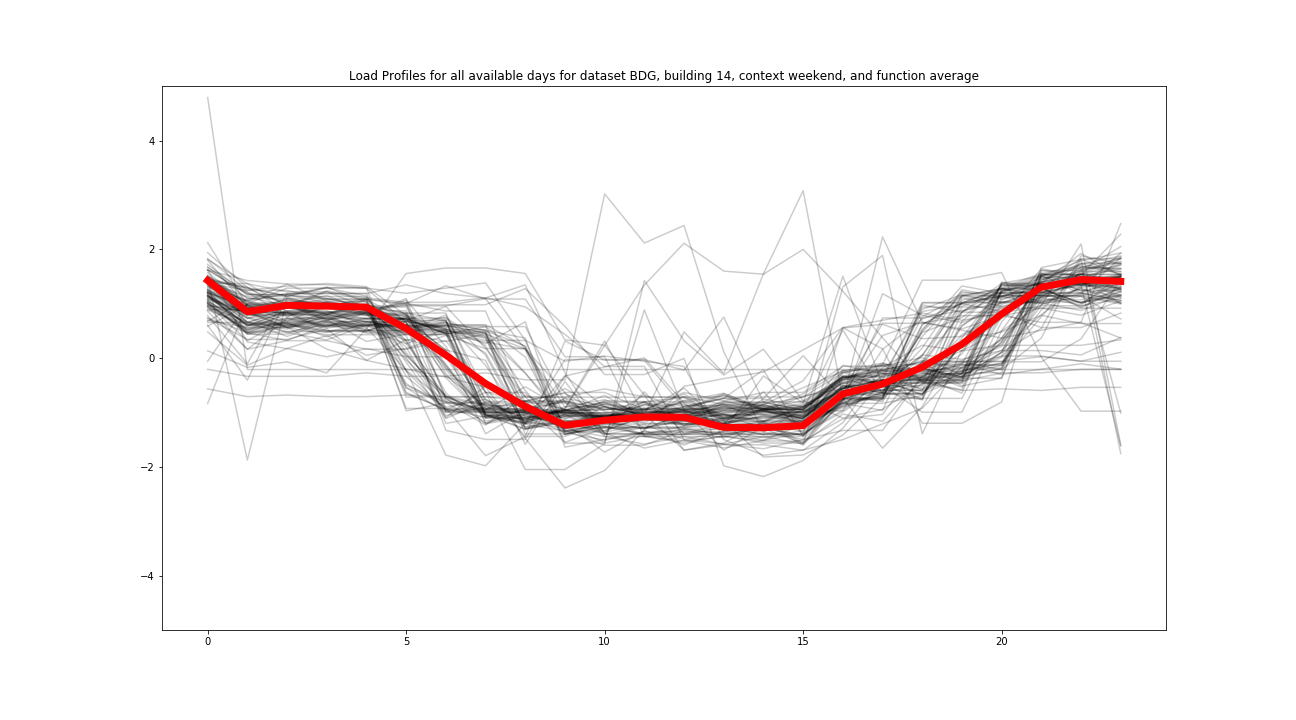 Load Profiles for all available days for dataset BDG, building 14, context weekend, and function average
4
2
0
−2
−4
0 5 10 15 20